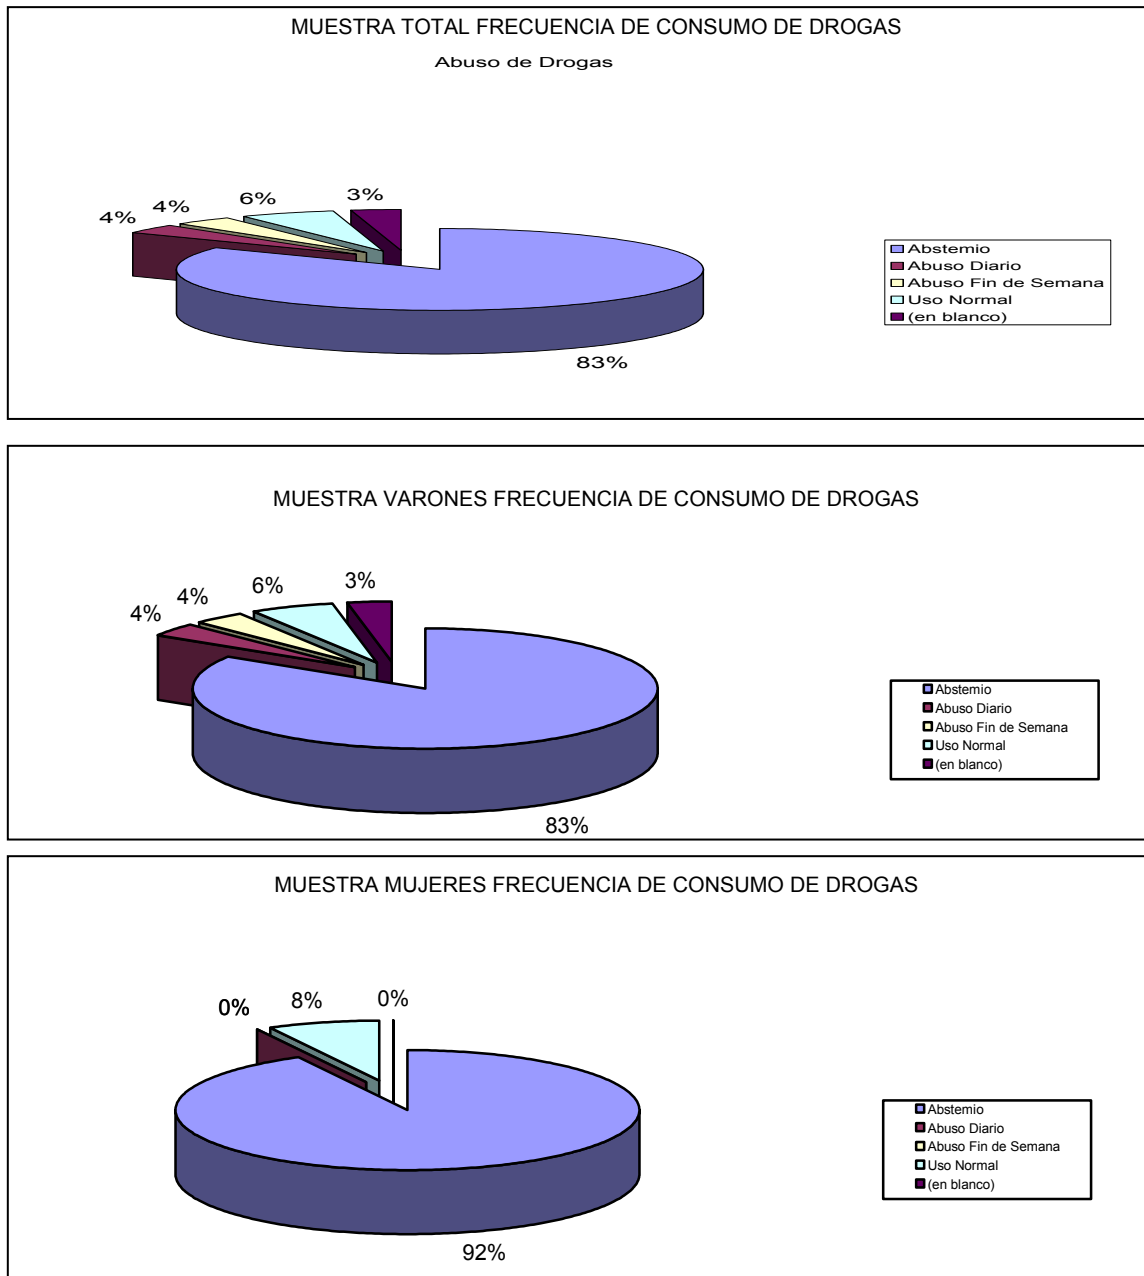 MUESTRA TOTAL FRECUENCIA DE CONSUMO DE DROGAS
Abuso de Drogas
4%
4%
6%
3%
83%
Abstemio
Abuso Diario
Abuso Fin de Semana
Uso Normal
(en blanco)
MUESTRA VARONES FRECUENCIA DE CONSUMO DE DROGAS
4%
4%
6%
3%
83%
Abstemio
Abuso Diario
Abuso Fin de Semana
Uso Normal
(en blanco)
MUESTRA MUJERES FRECUENCIA DE CONSUMO DE DROGAS
0%
8%
0%
92%
Abstemio
Abuso Diario
Abuso Fin de Semana
Uso Normal
(en blanco)